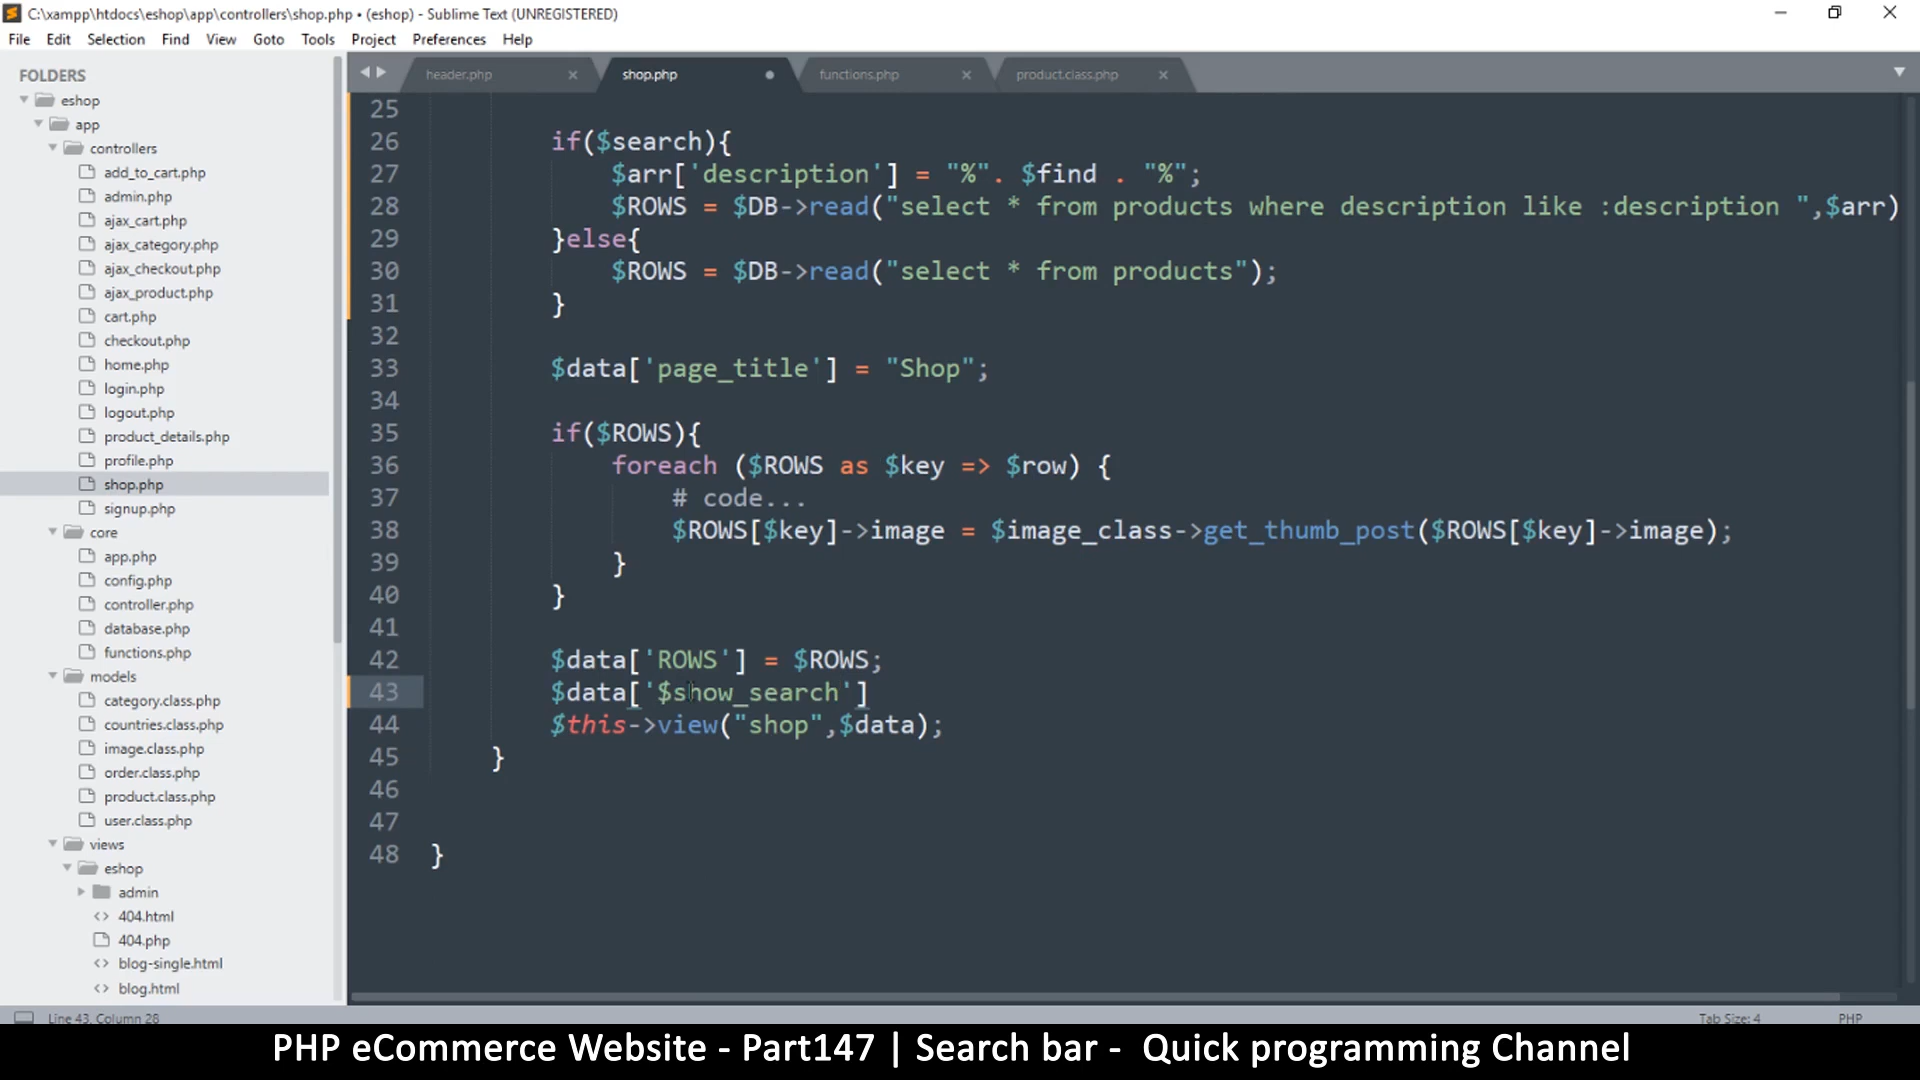 C:\xampp\htdocs\eshop\app\controllers\shop.php • (eshop) - Sublime Text (UNREGISTERED)
File Edit Selection Find View Goto Tools Project Preferences Help
FOLDERS
eshop
app
controllers
add_to_cart.php
admin.php
ajax_cart.php
ajax_category.php
ajax_checkout.php
ajax_product.php
cart.php
checkout.php
home.php
login.php
logout.php
product_details.php
profile.php
shop.php
signup.php
core
app.php
config.php
controller.php
database.php
functions.php
models
category.class.php
countries.class.php
image.class.php
order.class.php
product.class.php
user.class.php
views
eshop
admin
404.html
404.php
blog-single.html
blog.html
header.php shop.php functions.php product.class.php
25
26 if($search){
27 $arr['description'] = "%". $find . "%";
28 $ROWS = $DB->read("select * from products where description like :description ",$arr)
29 }else{
30 $ROWS = $DB->read("select * from products");
31 }
32
33 $data['page_title'] = "Shop";
34
35 if($ROWS){
36 foreach ($ROWS as $key => $row) {
37 # code...
38 $ROWS[$key]->image = $image_class->get_thumb_post($ROWS[$key]->image);
39 }
40 }
41
42 $data['ROWS'] = $ROWS;
43 $data['$show_search']
44 $this->view("shop",$data);
45 }
46
47
48 }
Line 43, Column 28 Tab Size: 4 PHP
PHP eCommerce Website - Part147 | Search bar - Quick programming Channel